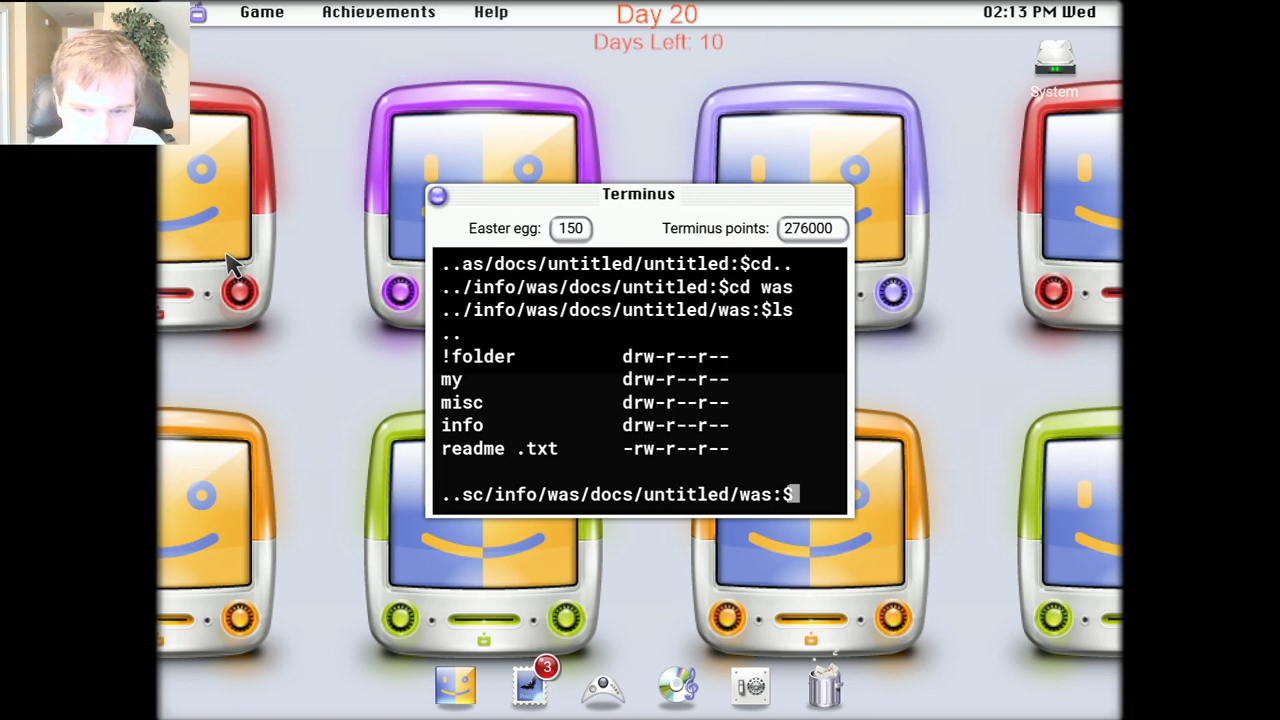 Game Achievements Help Day 20 02:13 PM Wed
Days Left: 10
System
Terminus
Easter egg: 150 Terminus points: 276000
..as/docs/untitled/untitled:$cd..
../info/was/docs/untitled:$cd was
../info/was/docs/untitled/was:$ls
..
!folder drw-r--r--
my drw-r--r--
misc drw-r--r--
info drw-r--r--
readme .txt -rw-r--r--
..sc/info/was/docs/untitled/was:$
3